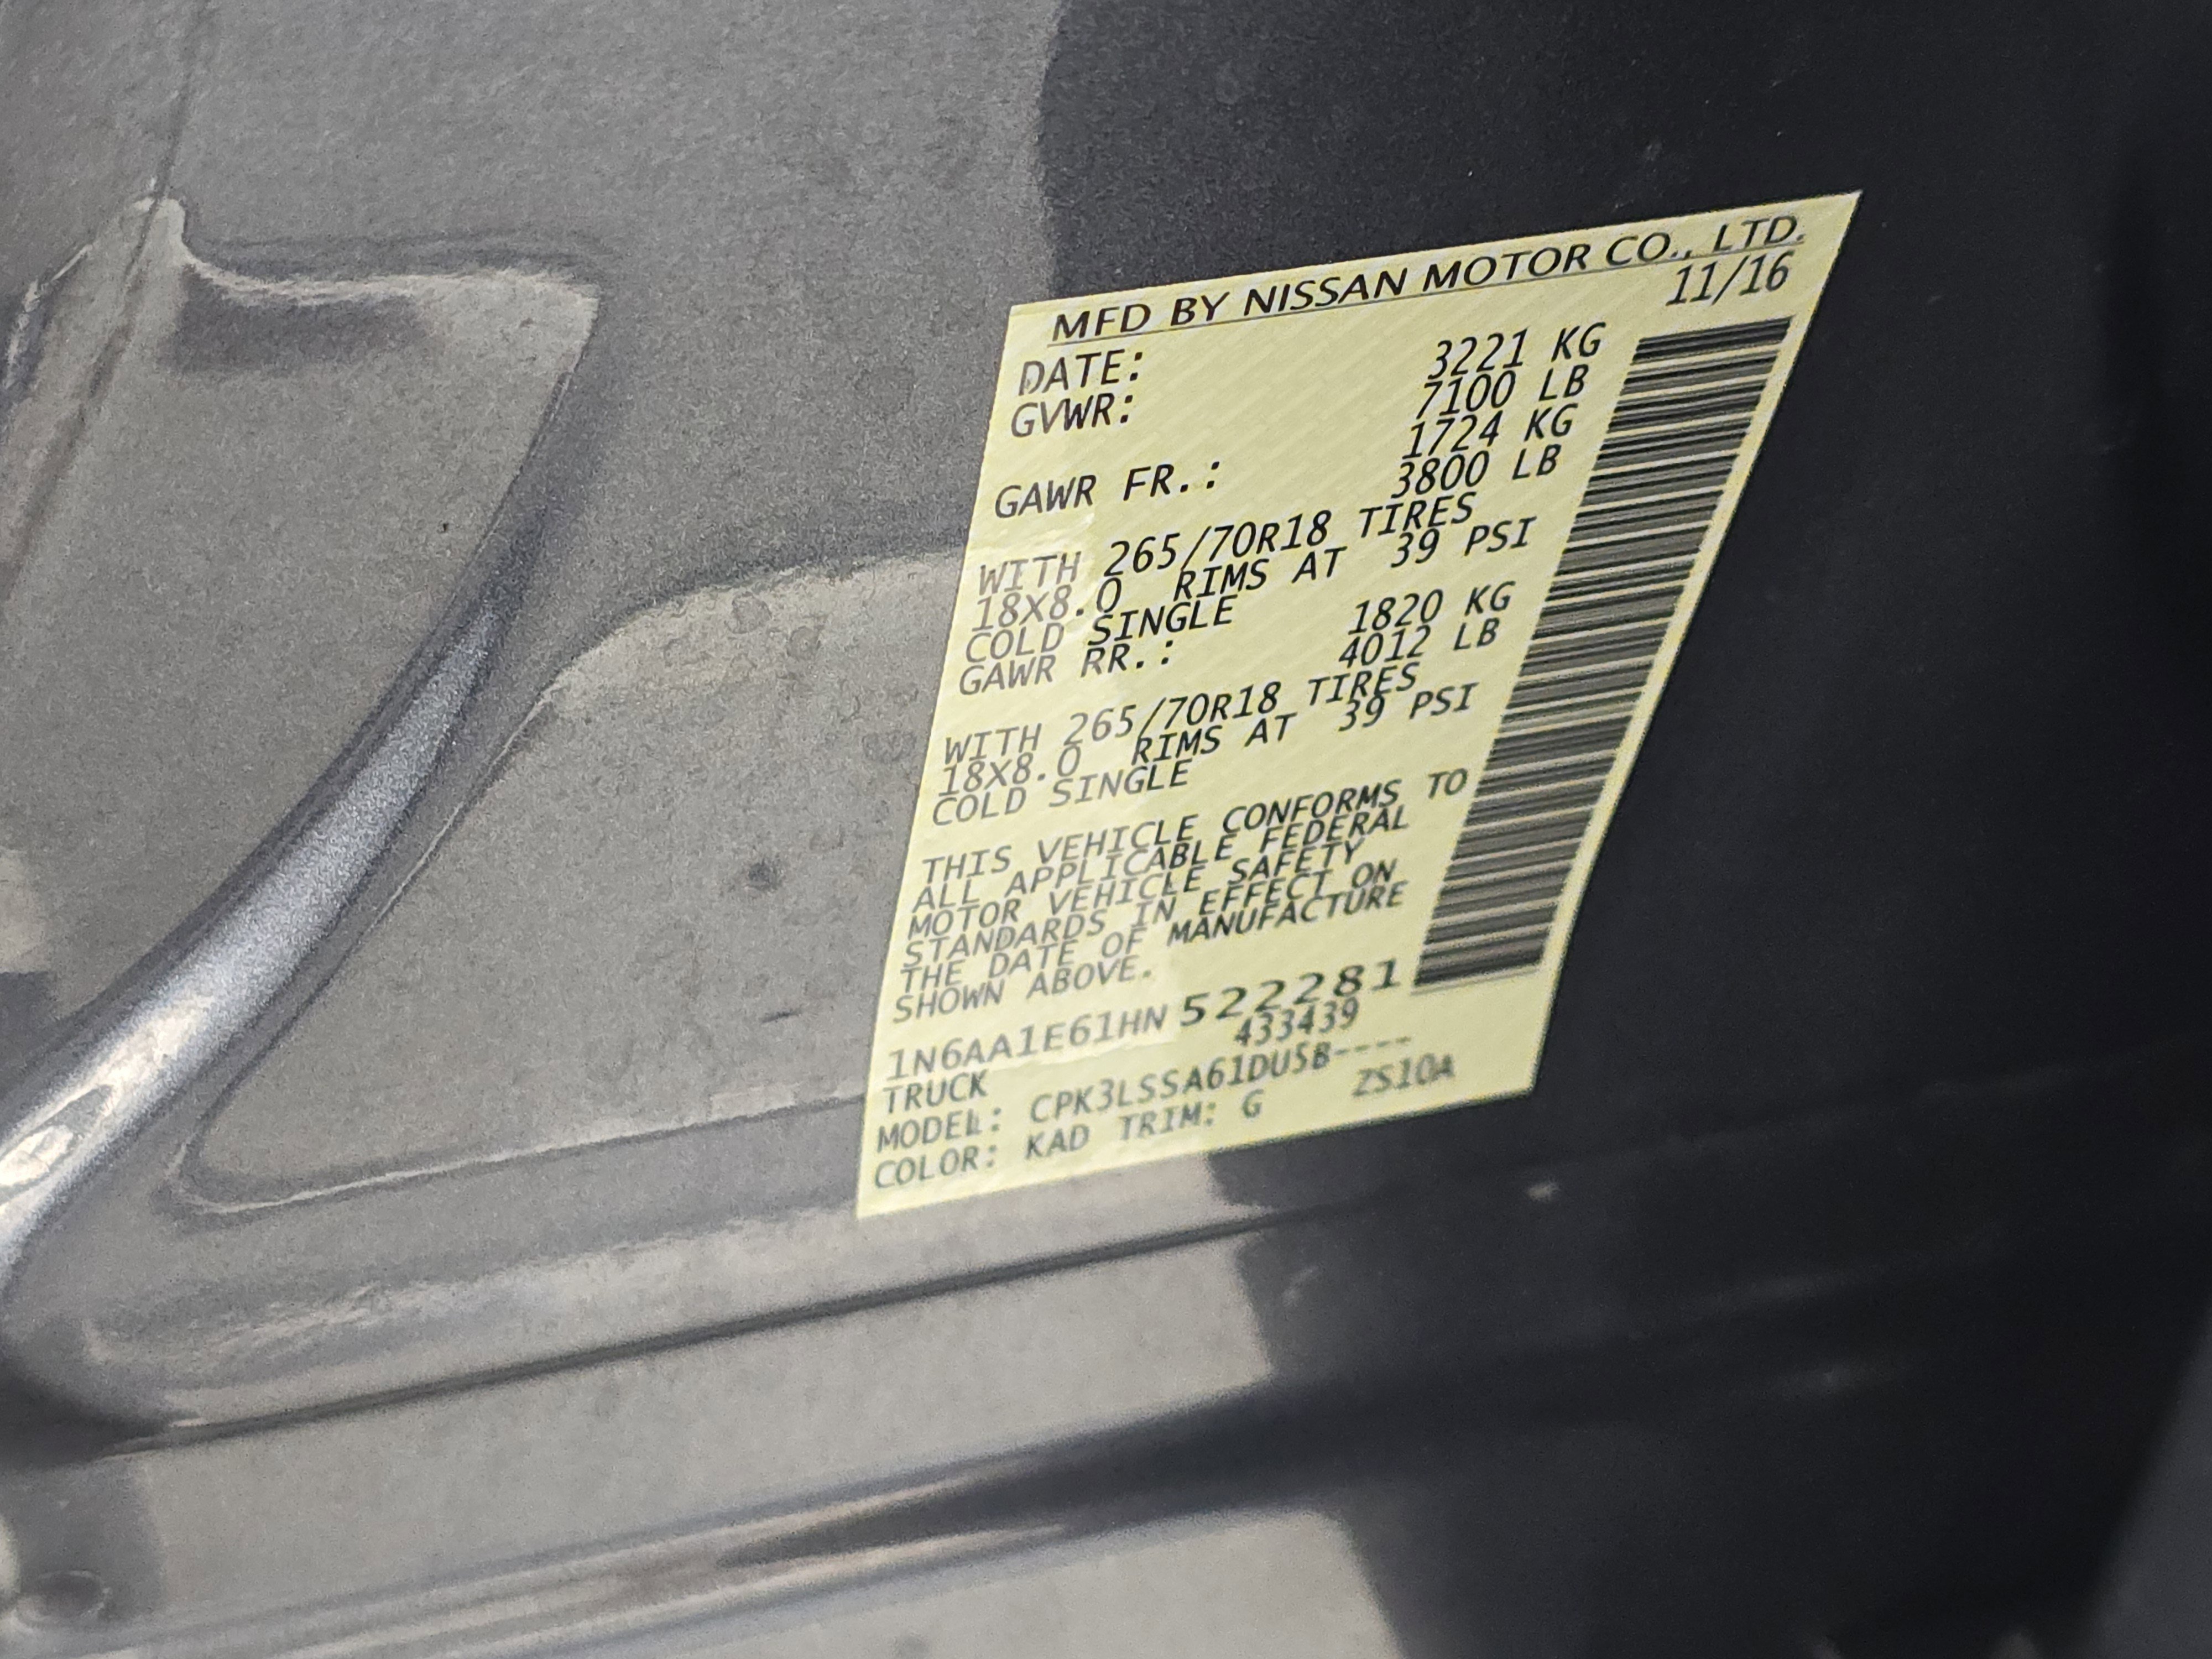 MFD BY NISSAN MOTOR CO., LTD.
DATE: 11/16
GVWR: 3221 KG
7100 LB
1724 KG
GAWR FR.: 3800 LB
WITH 265/70R18 TIRES
18X8.0 RIMS AT 39 PSI
COLD SINGLE
GAWR RR.: 1820 KG
4012 LB
WITH 265/70R18 TIRES
18X8.0 RIMS AT 39 PSI
COLD SINGLE
THIS VEHICLE CONFORMS TO
ALL APPLICABLE FEDERAL
MOTOR VEHICLE SAFETY
STANDARDS IN EFFECT ON
THE DATE OF MANUFACTURE
SHOWN ABOVE.
1N6AA1E61HN 522281
TRUCK 433439
MODEL: CPK3LSSA61DU5B----
COLOR: KAD TRIM: G ZS10A